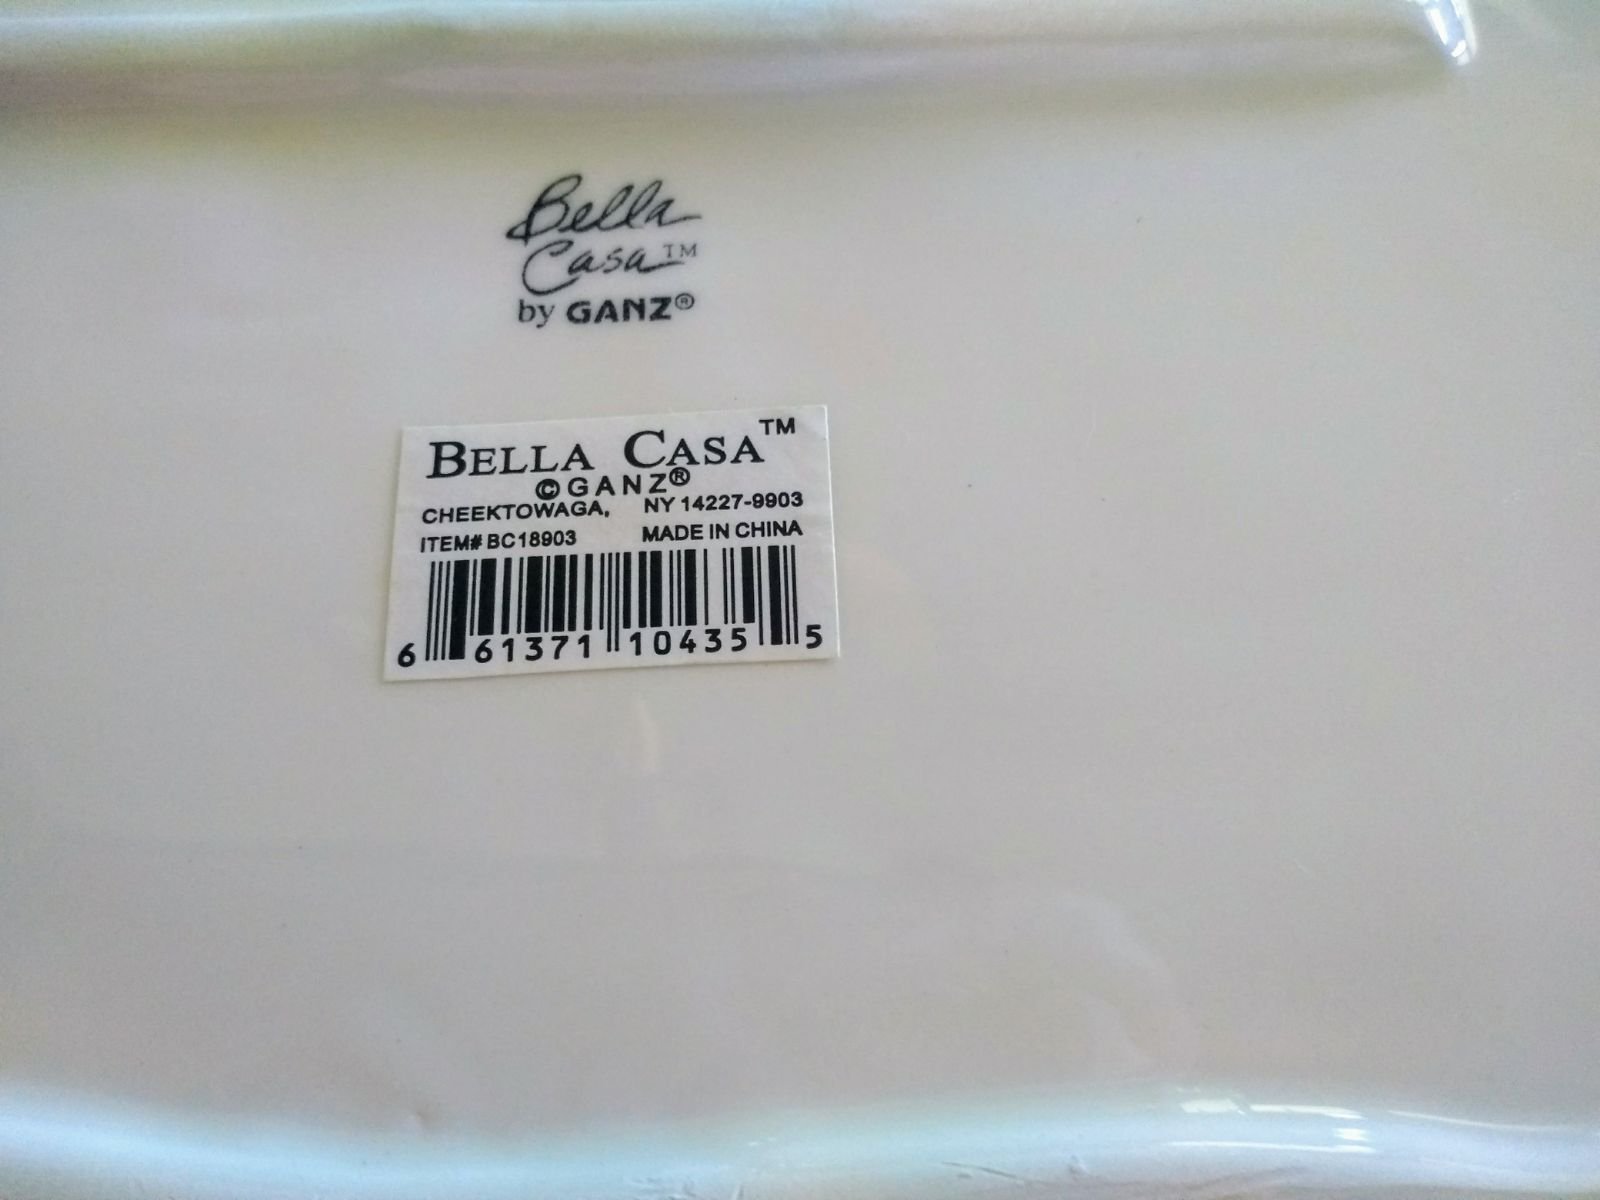 Bella
Casa™
by GANZ®
BELLA CASA™
©GANZ®
CHEEKTOWAGA, NY 14227-9903
ITEM# BC18903 MADE IN CHINA
6 61371 10435 5